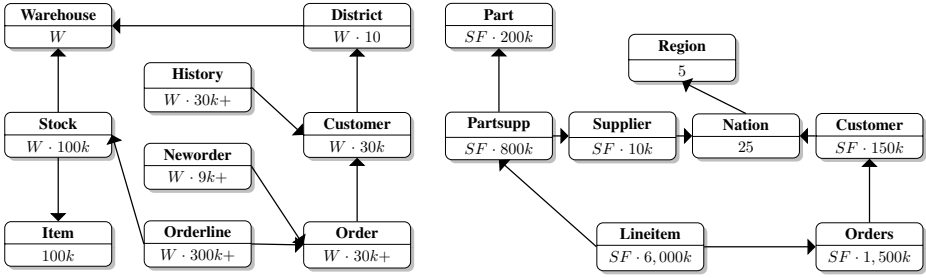 Warehouse
W
District
W · 10
History
W · 30k+
Stock
W · 100k
Customer
W · 30k
Neworder
W · 9k+
Item
100k
Orderline
W · 300k+
Order
W · 30k+
Part
SF · 200k
Region
5
Partsupp
SF · 800k
Supplier
SF · 10k
Nation
25
Customer
SF · 150k
Lineitem
SF · 6,000k
Orders
SF · 1,500k